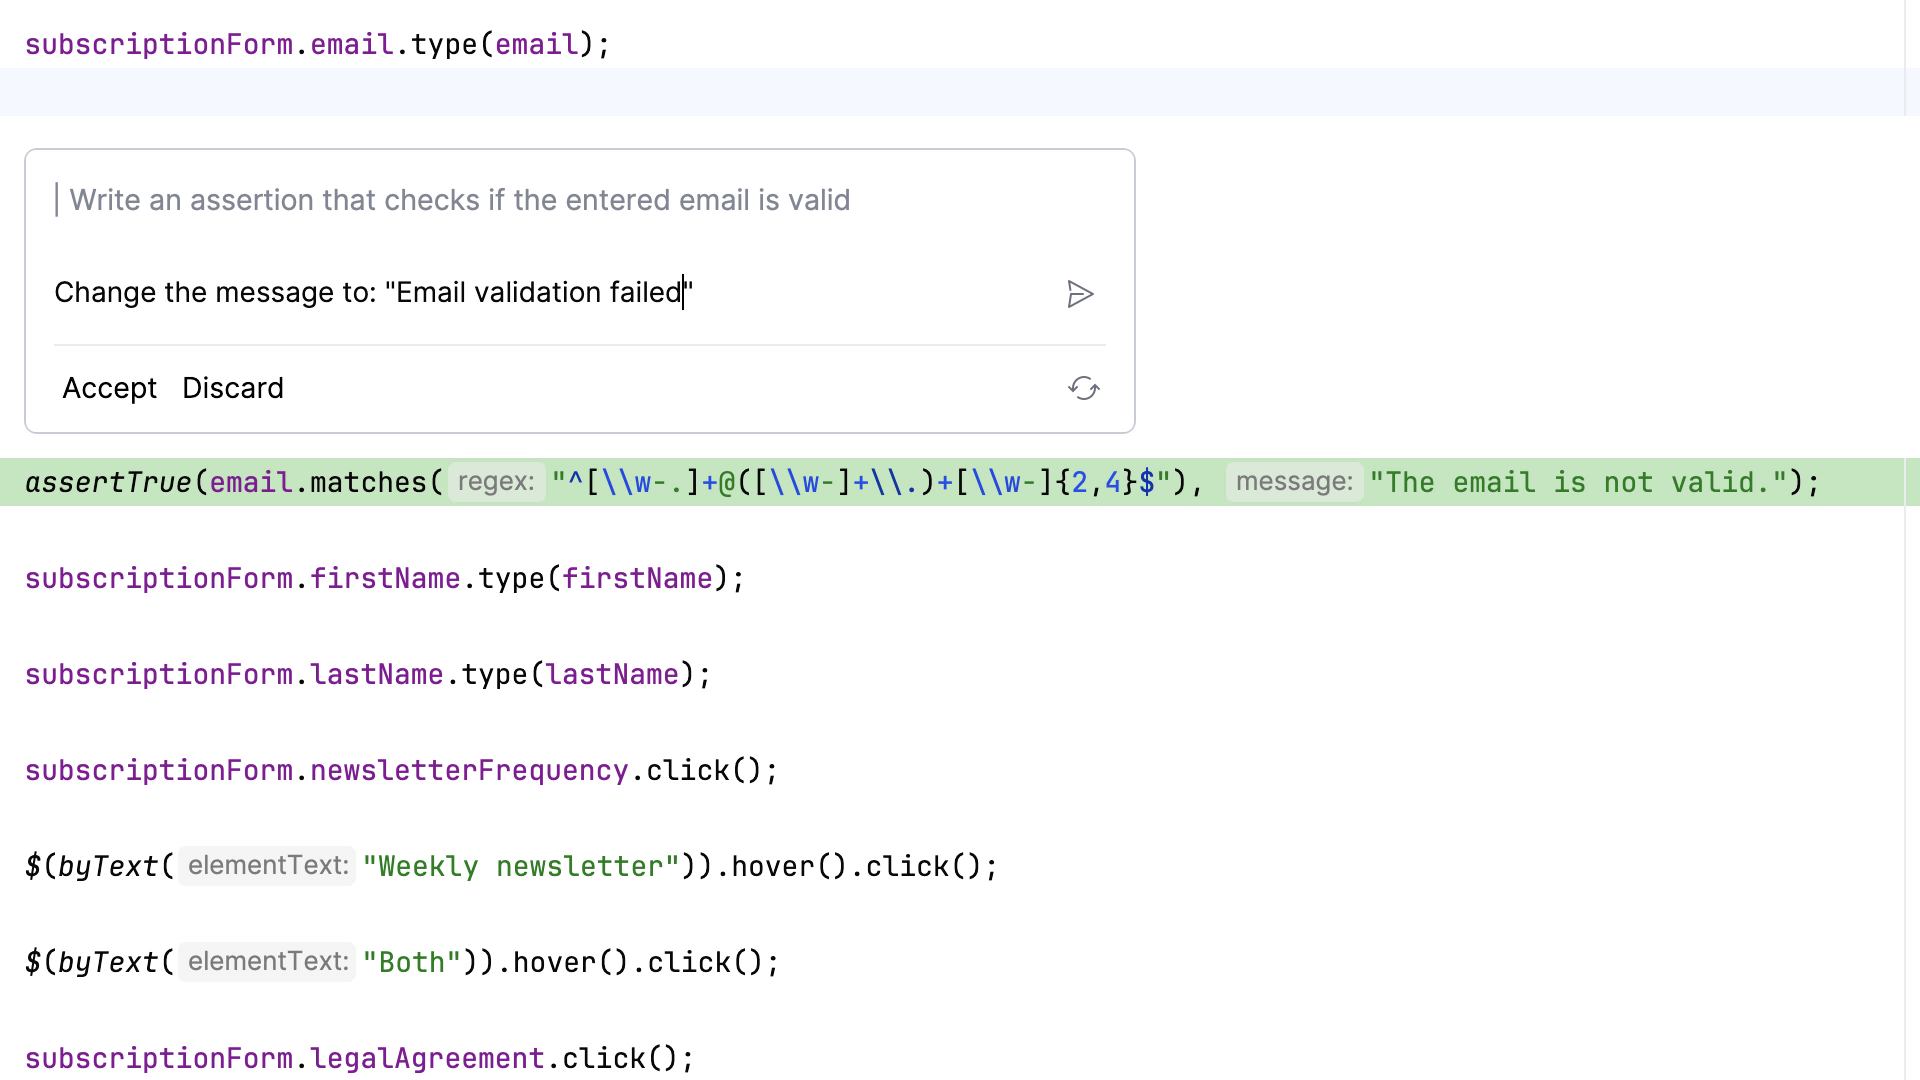 subscriptionForm.email.type(email);
Write an assertion that checks if the entered email is valid
Change the message to: "Email validation failed"
Accept Discard
assertTrue(email.matches( regex: "^[\\w-.]+@([\\w-]+\\.)+[\\w-]{2,4}$"), message: "The email is not valid.");
subscriptionForm.firstName.type(firstName);
subscriptionForm.lastName.type(lastName);
subscriptionForm.newsletterFrequency.click();
$(byText( elementText: "Weekly newsletter")).hover().click();
$(byText( elementText: "Both")).hover().click();
subscriptionForm.legalAgreement.click();